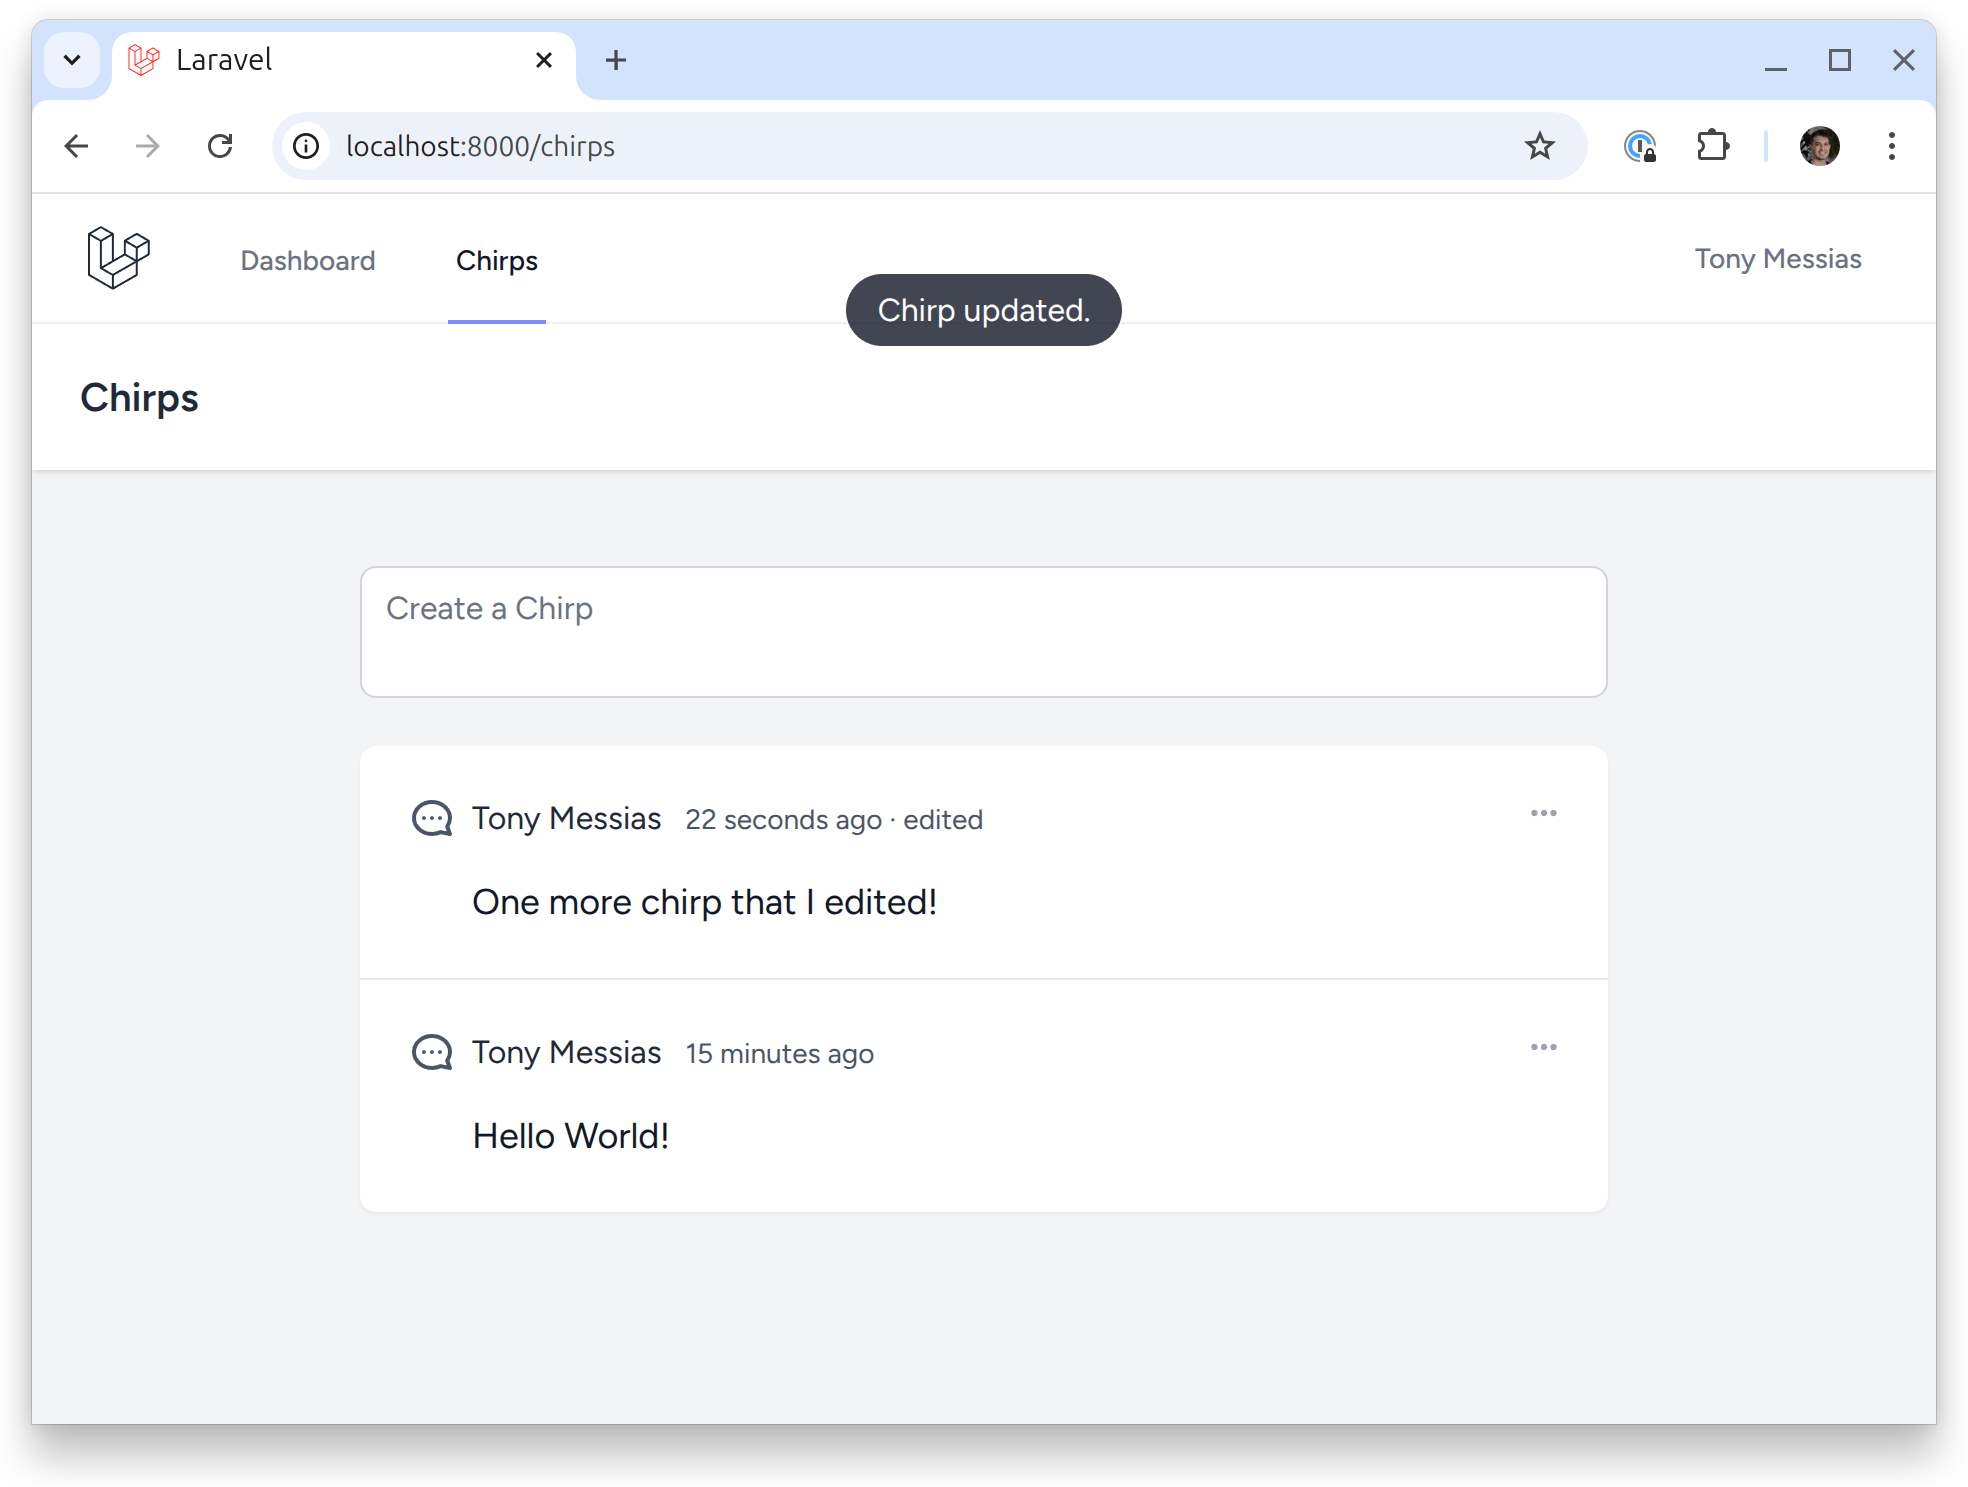 Laravel
localhost:8000/chirps
Dashboard
Chirps
Tony Messias
Chirp updated.
Chirps
Create a Chirp
Tony Messias 22 seconds ago · edited
One more chirp that I edited!
Tony Messias 15 minutes ago
Hello World!